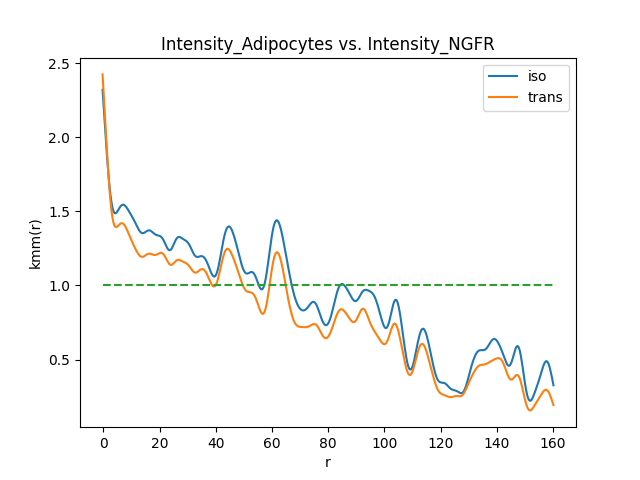 Intensity_Adipocytes vs. Intensity_NGFR
iso
trans
2.5
2.0
1.5
1.0
0.5
kmm(r)
0 20 40 60 80 100 120 140 160
r